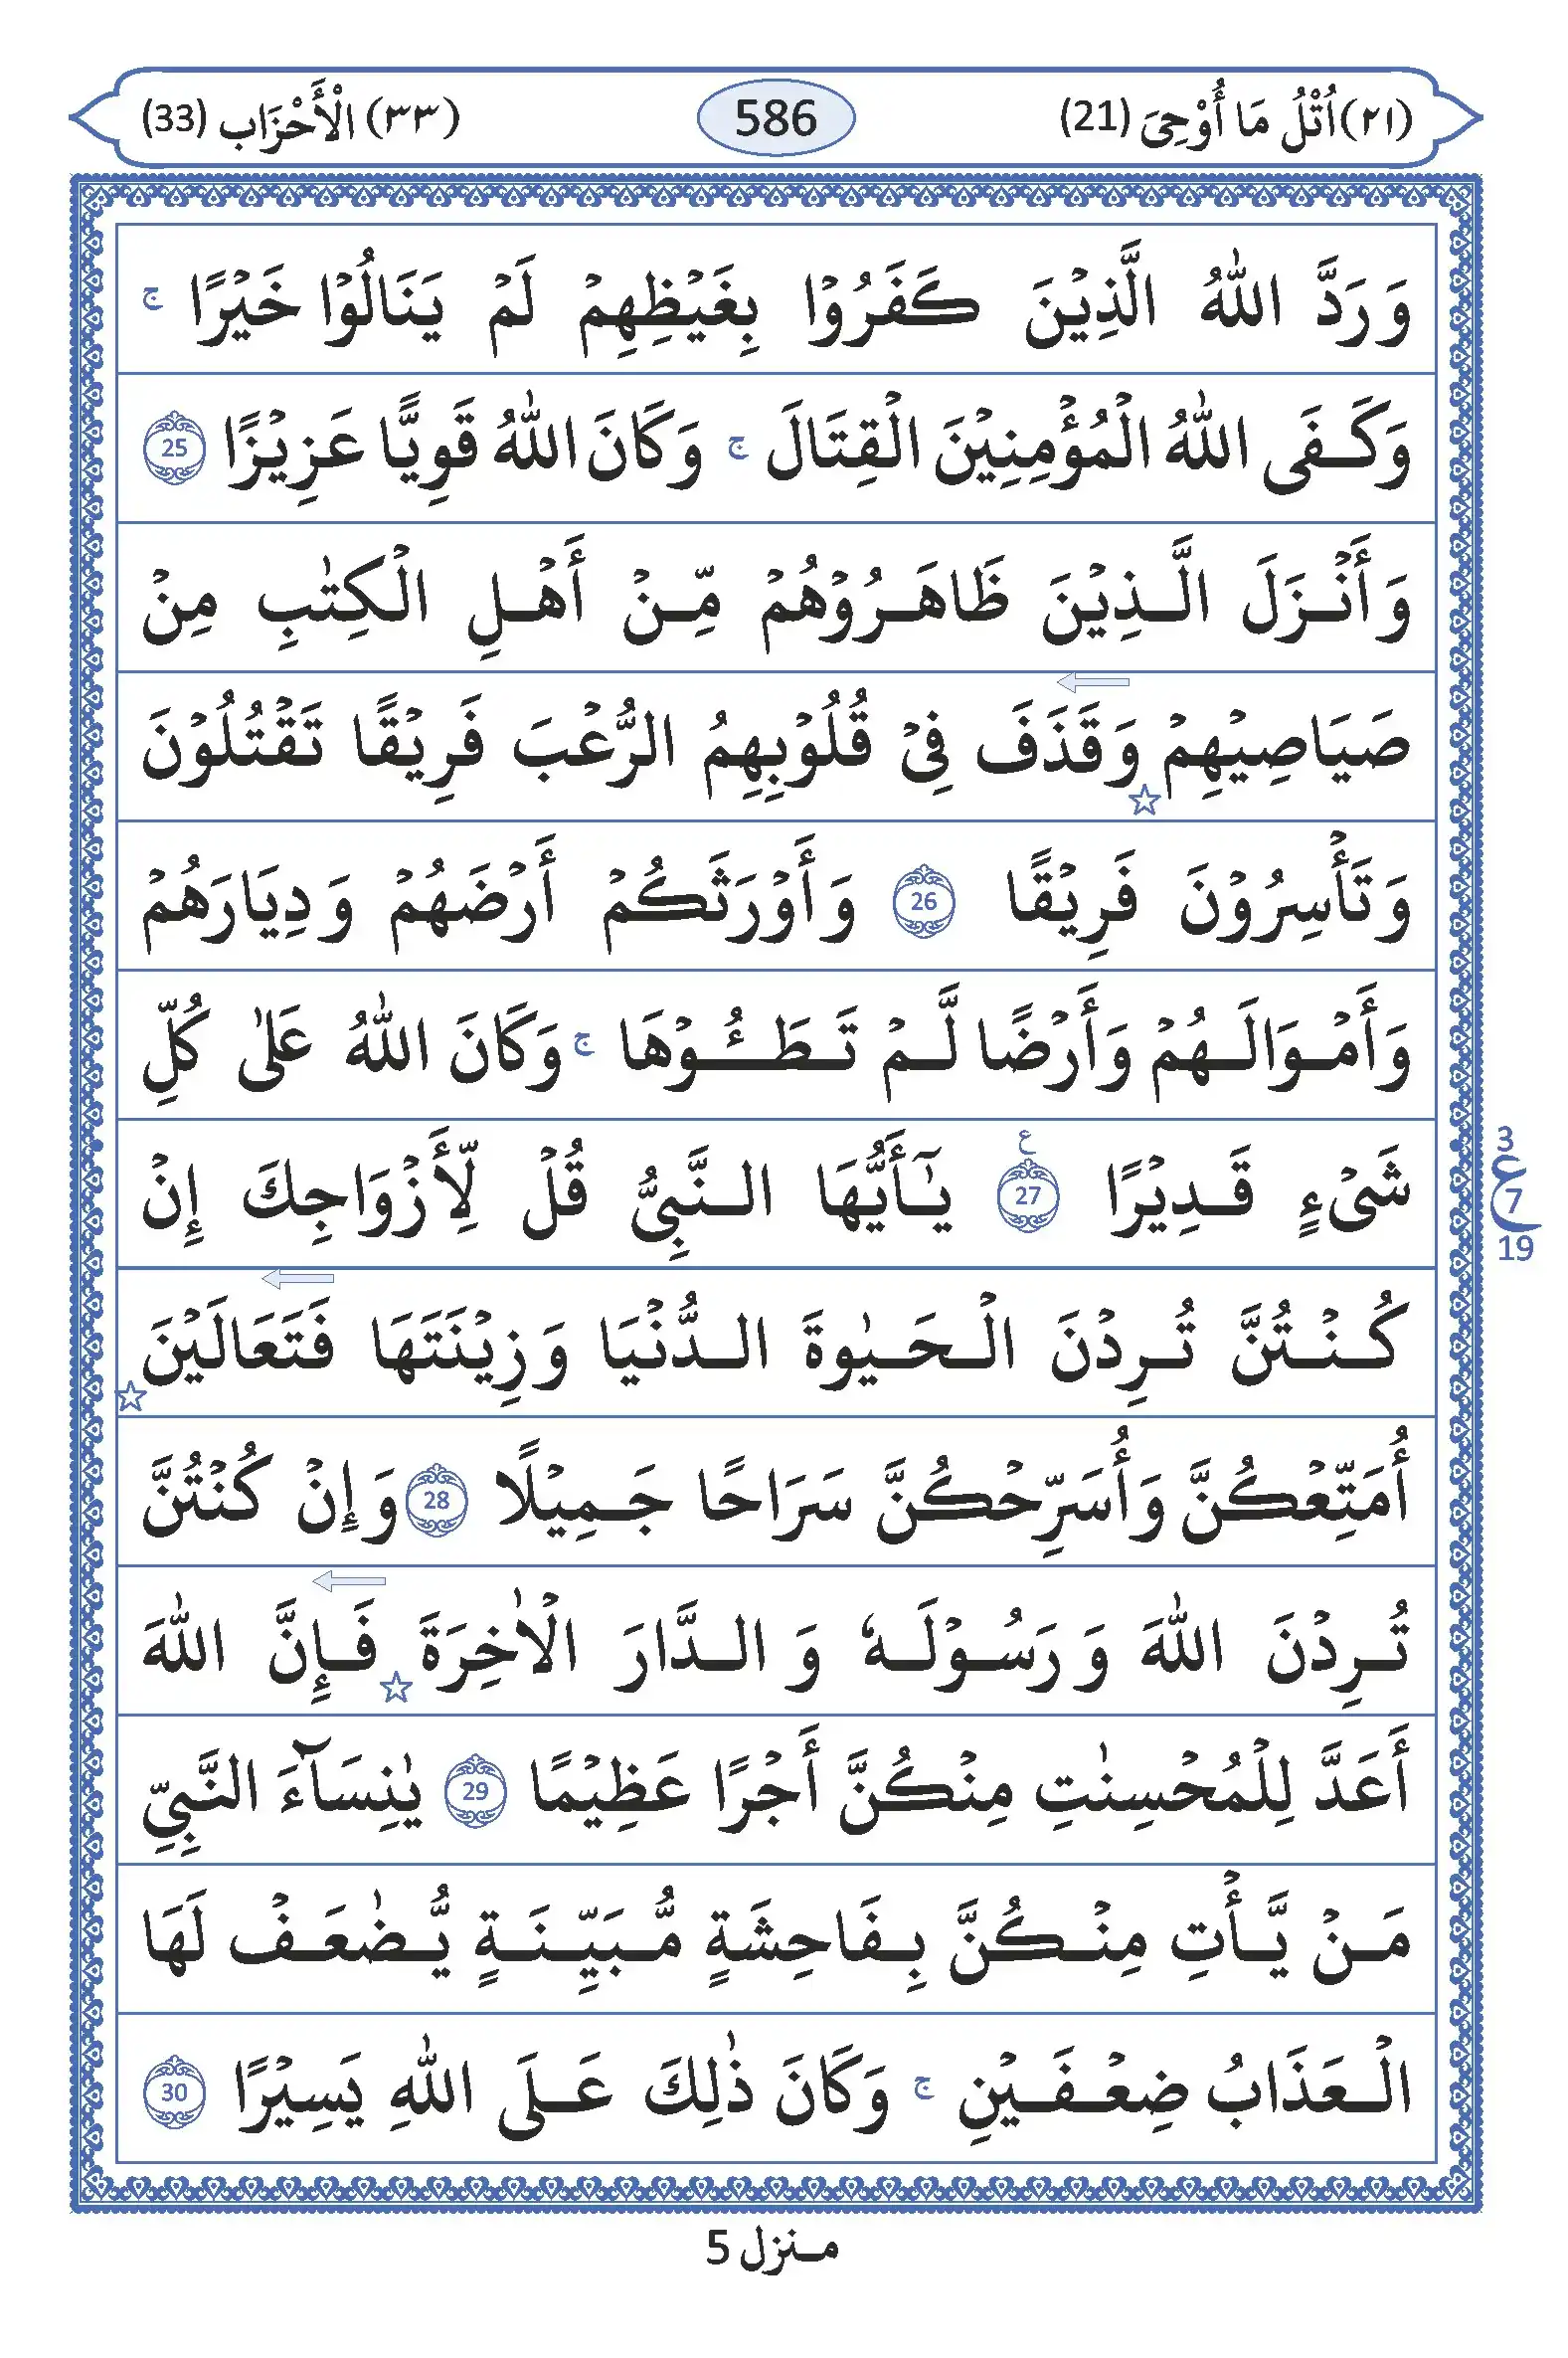 (٢١) اُتْلُ مَا أُوْحِىَ (21) 586 (٣٣) الْأَحْزَاب (33)
وَرَدَّ اللّٰهُ الَّذِيْنَ كَفَرُوْا بِغَيْظِهِمْ لَمْ يَنَالُوْا خَيْرًا ۚ
وَكَفَى اللّٰهُ الْمُؤْمِنِيْنَ الْقِتَالَ ۚ وَكَانَ اللّٰهُ قَوِيًّا عَزِيْزًا 25
وَأَنْزَلَ الَّذِيْنَ ظَاهَرُوْهُمْ مِّنْ أَهْلِ الْكِتٰبِ مِنْ
صَيَاصِيْهِمْ ☆ وَقَذَفَ فِىْ قُلُوْبِهِمُ الرُّعْبَ فَرِيْقًا تَقْتُلُوْنَ
وَتَأْسِرُوْنَ فَرِيْقًا 26 وَأَوْرَثَكُمْ أَرْضَهُمْ وَدِيَارَهُمْ
وَأَمْوَالَهُمْ وَأَرْضًا لَّمْ تَطَـُٔوْهَا ۚ وَكَانَ اللّٰهُ عَلٰى كُلِّ
شَىْءٍ قَدِيْرًا 27 ع يٰٓأَيُّهَا النَّبِىُّ قُلْ لِّأَزْوَاجِكَ إِنْ
3 ع 7 19
كُنْتُنَّ تُرِدْنَ الْحَيٰوةَ الدُّنْيَا وَزِيْنَتَهَا فَتَعَالَيْنَ ☆
أُمَتِّعْكُنَّ وَأُسَرِّحْكُنَّ سَرَاحًا جَمِيْلًا 28 وَإِنْ كُنْتُنَّ
تُرِدْنَ اللّٰهَ وَرَسُوْلَهٗ وَالدَّارَ الْاٰخِرَةَ ☆ فَإِنَّ اللّٰهَ
أَعَدَّ لِلْمُحْسِنٰتِ مِنْكُنَّ أَجْرًا عَظِيْمًا 29 يٰنِسَآءَ النَّبِيِّ
مَنْ يَّأْتِ مِنْكُنَّ بِفَاحِشَةٍ مُّبَيِّنَةٍ يُّضٰعَفْ لَهَا
الْعَذَابُ ضِعْفَيْنِ ۚ وَكَانَ ذٰلِكَ عَلَى اللّٰهِ يَسِيْرًا 30
منزل 5